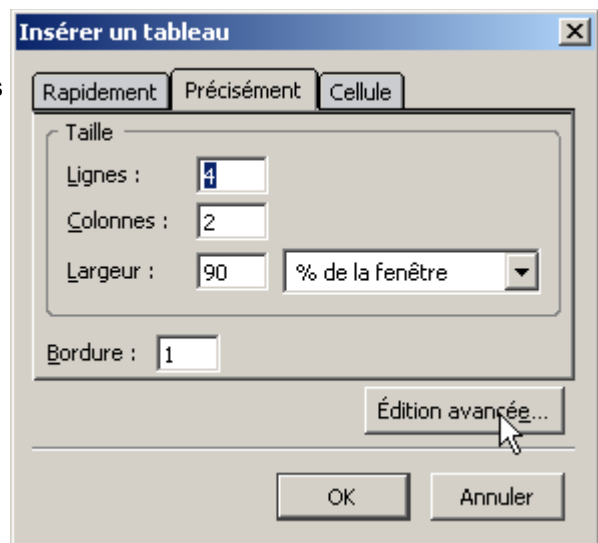 Insérer un tableau
s
Rapidement Précisément Cellule
Taille
Lignes : 4
Colonnes : 2
Largeur : 90 % de la fenêtre
Bordure : 1
Édition avancée...
OK Annuler